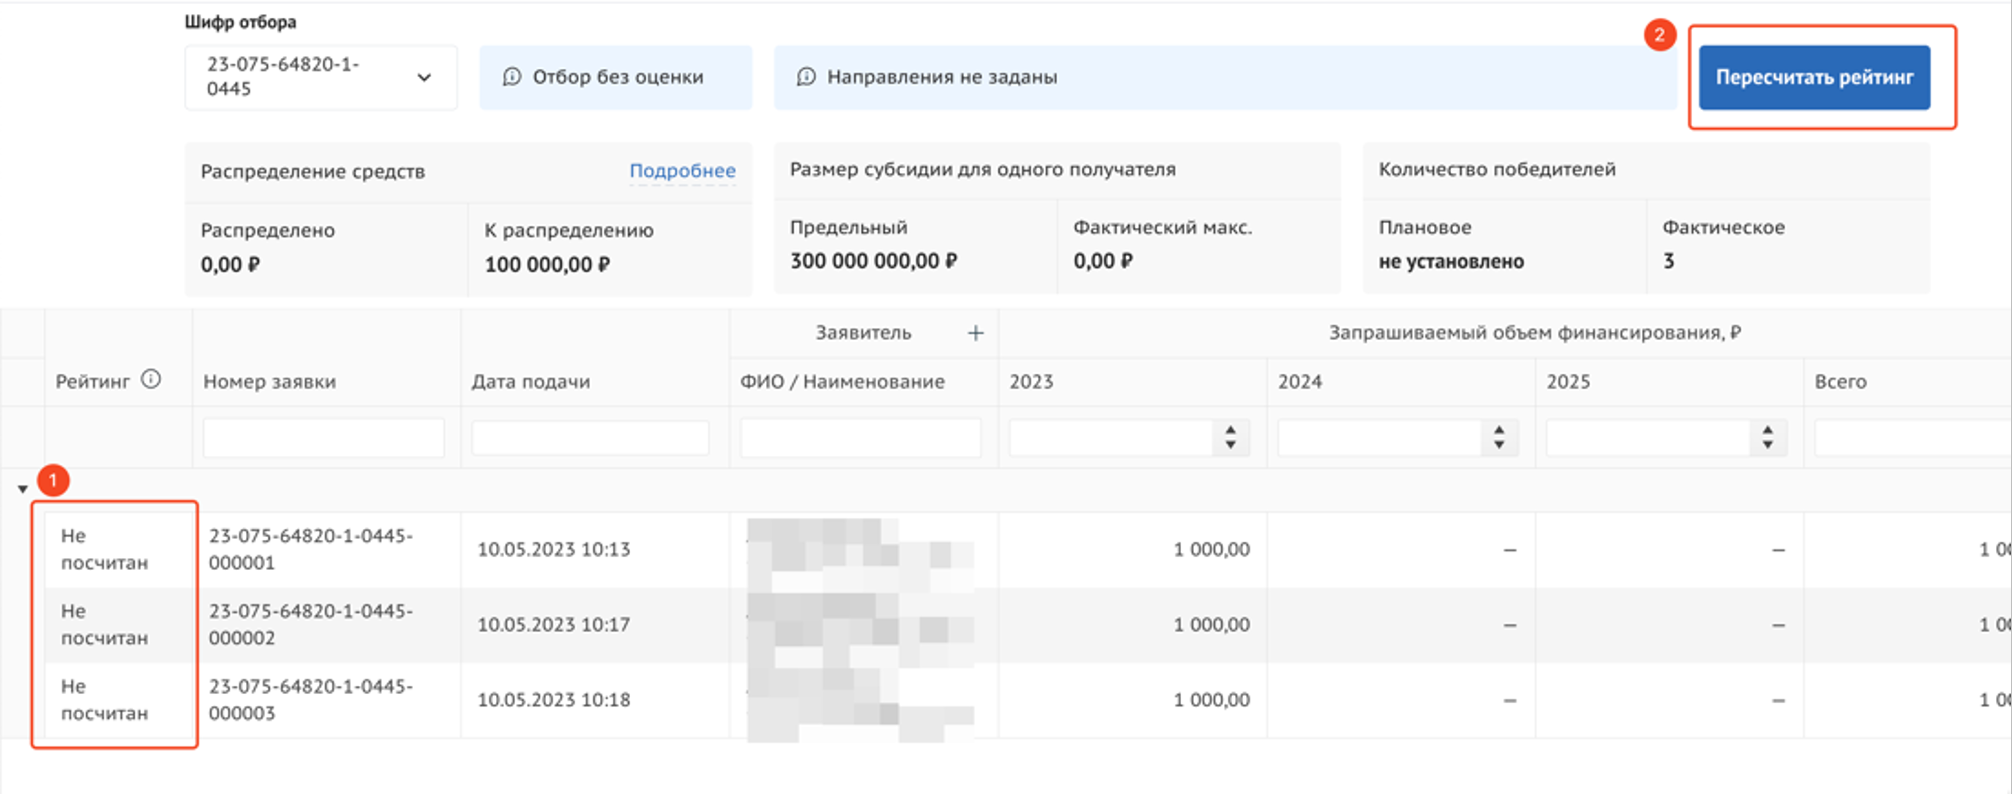 Шифр отбора
23-075-64820-1-
0445
Отбор без оценки
Направления не заданы
2
Пересчитать рейтинг
Распределение средств
Подробнее
Размер субсидии для одного получателя
Количество победителей
Распределено
К распределению
Предельный
Фактический макс.
Плановое
Фактическое
0,00 ₽
100 000,00 ₽
300 000 000,00 ₽
0,00 ₽
не установлено
3
Заявитель +
Запрашиваемый объем финансирования, ₽
Рейтинг
Номер заявки
Дата подачи
ФИО / Наименование
2023
2024
2025
Всего
1
Не
посчитан
23-075-64820-1-0445-
000001
10.05.2023 10:13
1 000,00
–
–
1 0
Не
посчитан
23-075-64820-1-0445-
000002
10.05.2023 10:17
1 000,00
–
–
1 0
Не
посчитан
23-075-64820-1-0445-
000003
10.05.2023 10:18
1 000,00
–
–
1 0